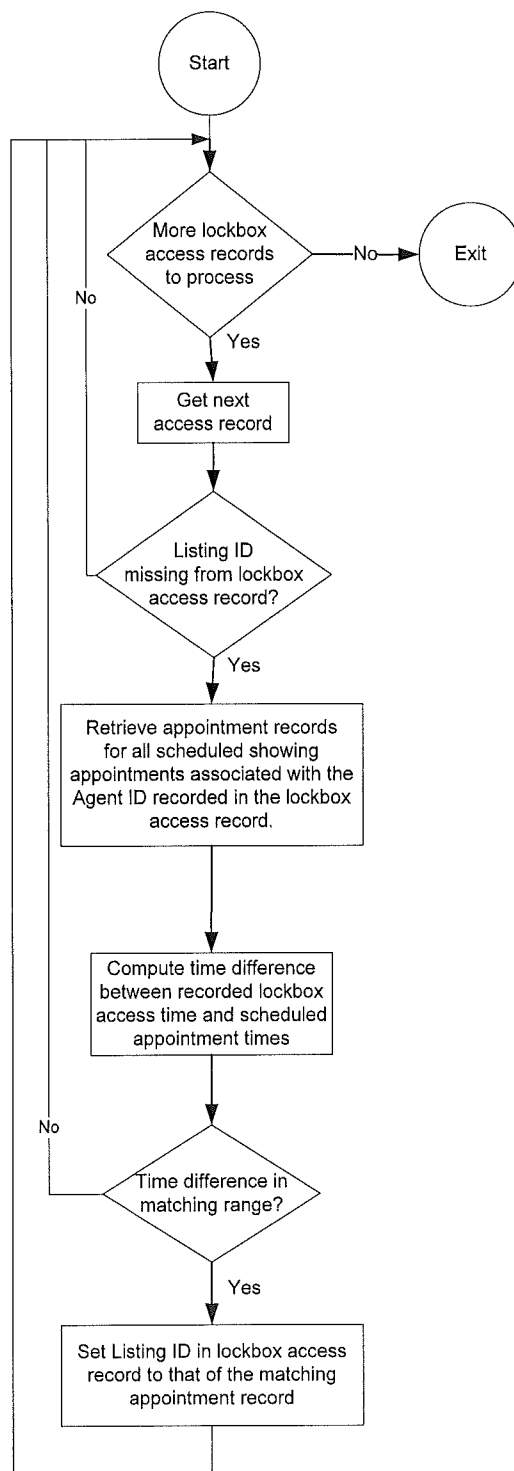 Start
More lockbox
access records
to process
No
Exit
Yes
No
Get next
access record
Listing ID
missing from lockbox
access record?
Yes
Retrieve appointment records
for all scheduled showing
appointments associated with the
Agent ID recorded in the lockbox
access record.
Compute time difference
between recorded lockbox
access time and scheduled
appointment times
No
Time difference in
matching range?
Yes
Set Listing ID in lockbox access
record to that of the matching
appointment record